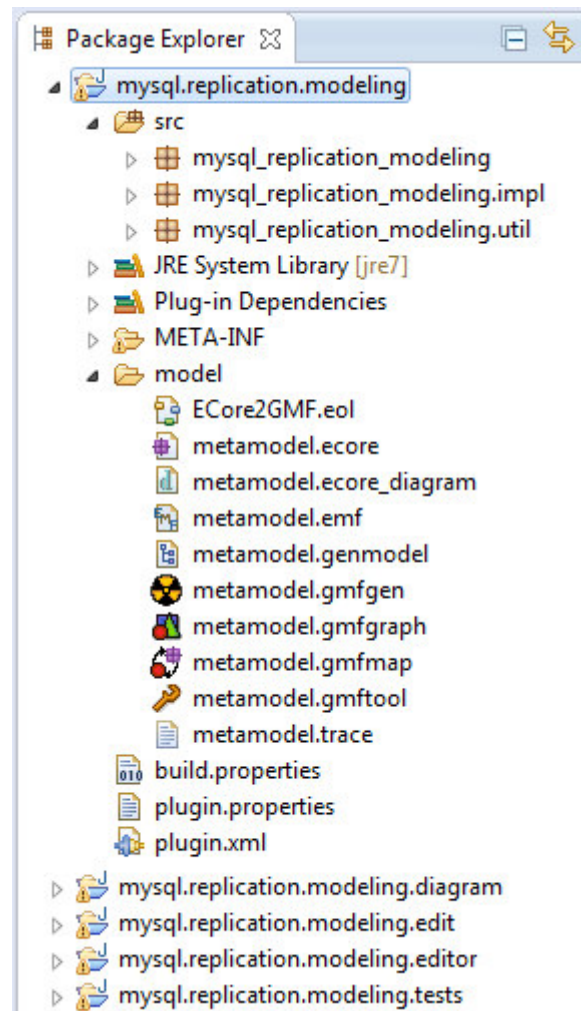 Package Explorer
mysql.replication.modeling
src
mysql_replication_modeling
mysql_replication_modeling.impl
mysql_replication_modeling.util
JRE System Library [jre7]
Plug-in Dependencies
META-INF
model
ECore2GMF.eol
metamodel.ecore
metamodel.ecore_diagram
metamodel.emf
metamodel.genmodel
metamodel.gmfgen
metamodel.gmfgraph
metamodel.gmfmap
metamodel.gmftool
metamodel.trace
build.properties
plugin.properties
plugin.xml
mysql.replication.modeling.diagram
mysql.replication.modeling.edit
mysql.replication.modeling.editor
mysql.replication.modeling.tests